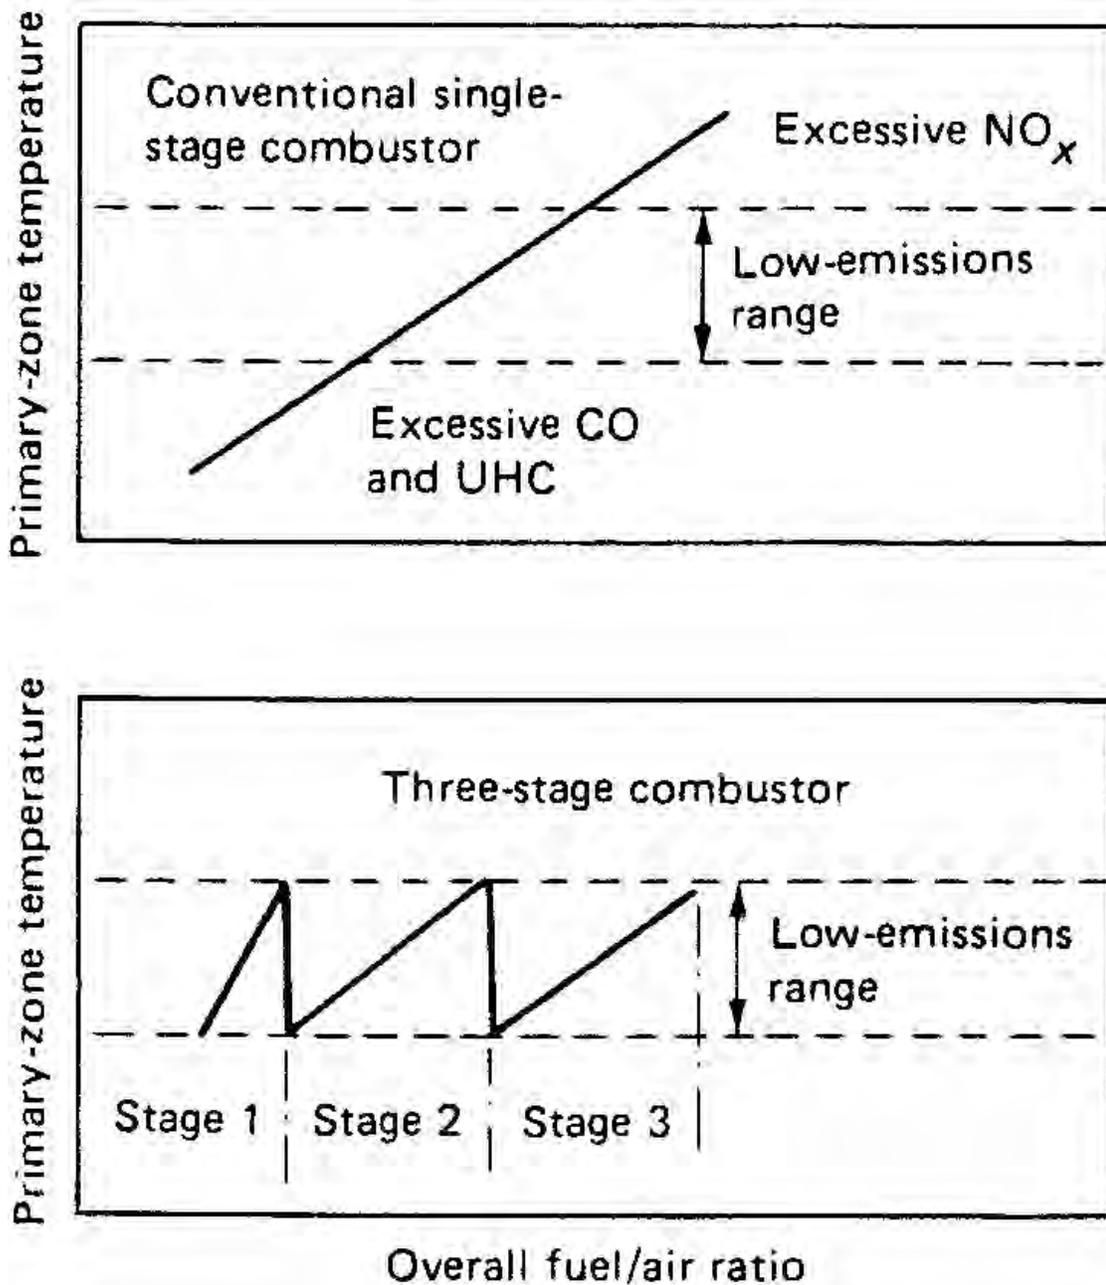 Primary-zone temperature
Conventional single-
stage combustor
Excessive NOx
Low-emissions
range
Excessive CO
and UHC
Primary-zone temperature
Three-stage combustor
Low-emissions
range
Stage 1
Stage 2
Stage 3
Overall fuel/air ratio